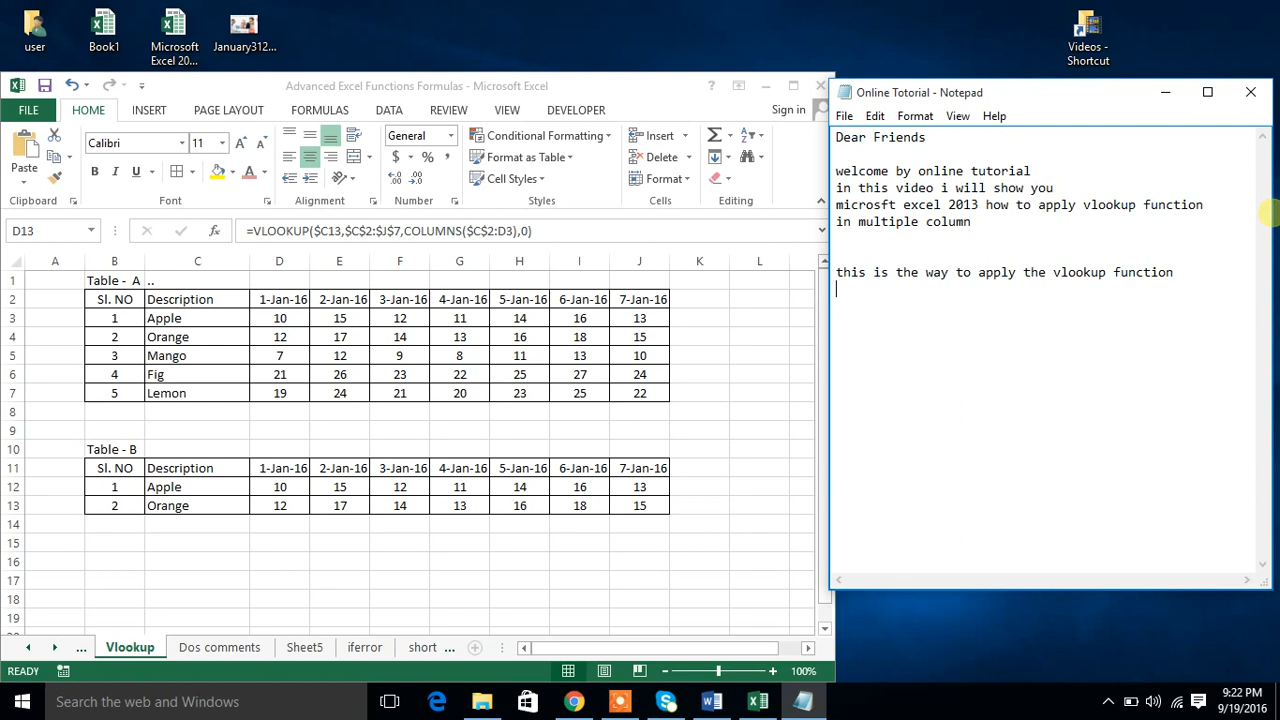 user
Book1
Microsoft Excel 20...
January312...
Videos - Shortcut
Advanced Excel Functions Formulas - Microsoft Excel
?
FILE HOME INSERT PAGE LAYOUT FORMULAS DATA REVIEW VIEW DEVELOPER Sign in
Paste
Calibri 11
B I U
General
$ % ,
Conditional Formatting
Format as Table
Cell Styles
Insert
Delete
Format
Clipboard Font Alignment Number Styles Cells Editing
D13 fx =VLOOKUP($C13,$C$2:$J$7,COLUMNS($C$2:D3),0)
A B C D E F G H I J K L
1 Table - A ..
2 Sl. NO Description 1-Jan-16 2-Jan-16 3-Jan-16 4-Jan-16 5-Jan-16 6-Jan-16 7-Jan-16
3 1 Apple 10 15 12 11 14 16 13
4 2 Orange 12 17 14 13 16 18 15
5 3 Mango 7 12 9 8 11 13 10
6 4 Fig 21 26 23 22 25 27 24
7 5 Lemon 19 24 21 20 23 25 22
8
9
10 Table - B
11 Sl. NO Description 1-Jan-16 2-Jan-16 3-Jan-16 4-Jan-16 5-Jan-16 6-Jan-16 7-Jan-16
12 1 Apple 10 15 12 11 14 16 13
13 2 Orange 12 17 14 13 16 18 15
14
15
16
17
18
19
... Vlookup Dos comments Sheet5 iferror short ...
READY 100%
Online Totorial - Notepad
File Edit Format View Help
Dear Friends
welcome by online tutorial
in this video i will show you
microsft excel 2013 how to apply vlookup function
in multiple column
this is the way to apply the vlookup function
Search the web and Windows
9:22 PM
9/19/2016